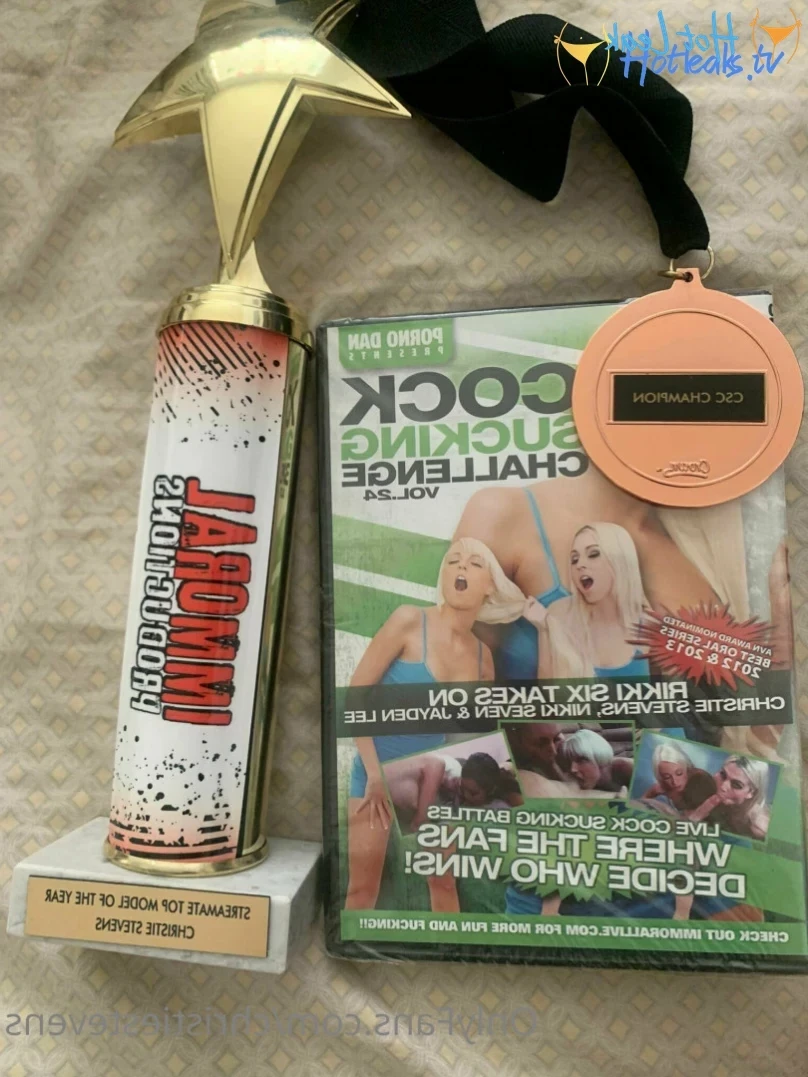 Hot Leak
Hotleaks.tv
IMMORAL
PRODUCTIONS
STREAMATE TOP MODEL OF THE YEAR
CHRISTIE STEVENS
CSC CHAMPION
PORNO DAN
PRESENTS
COCK
SUCKING
CHALLENGE
VOL.24
AVN AWARD NOMINATED
BEST ORAL SERIES
2012 & 2013
RIKKI SIX TAKES ON
CHRISTIE STEVENS, NIKKI SEVEN & JAYDEN LEE
LIVE COCK SUCKING BATTLES
WHERE THE FANS
DECIDE WHO WINS!
CHECK OUT IMMORALLIVE.COM FOR MORE FUN AND FUCKING!!
OnlyFans.com/christiestevens